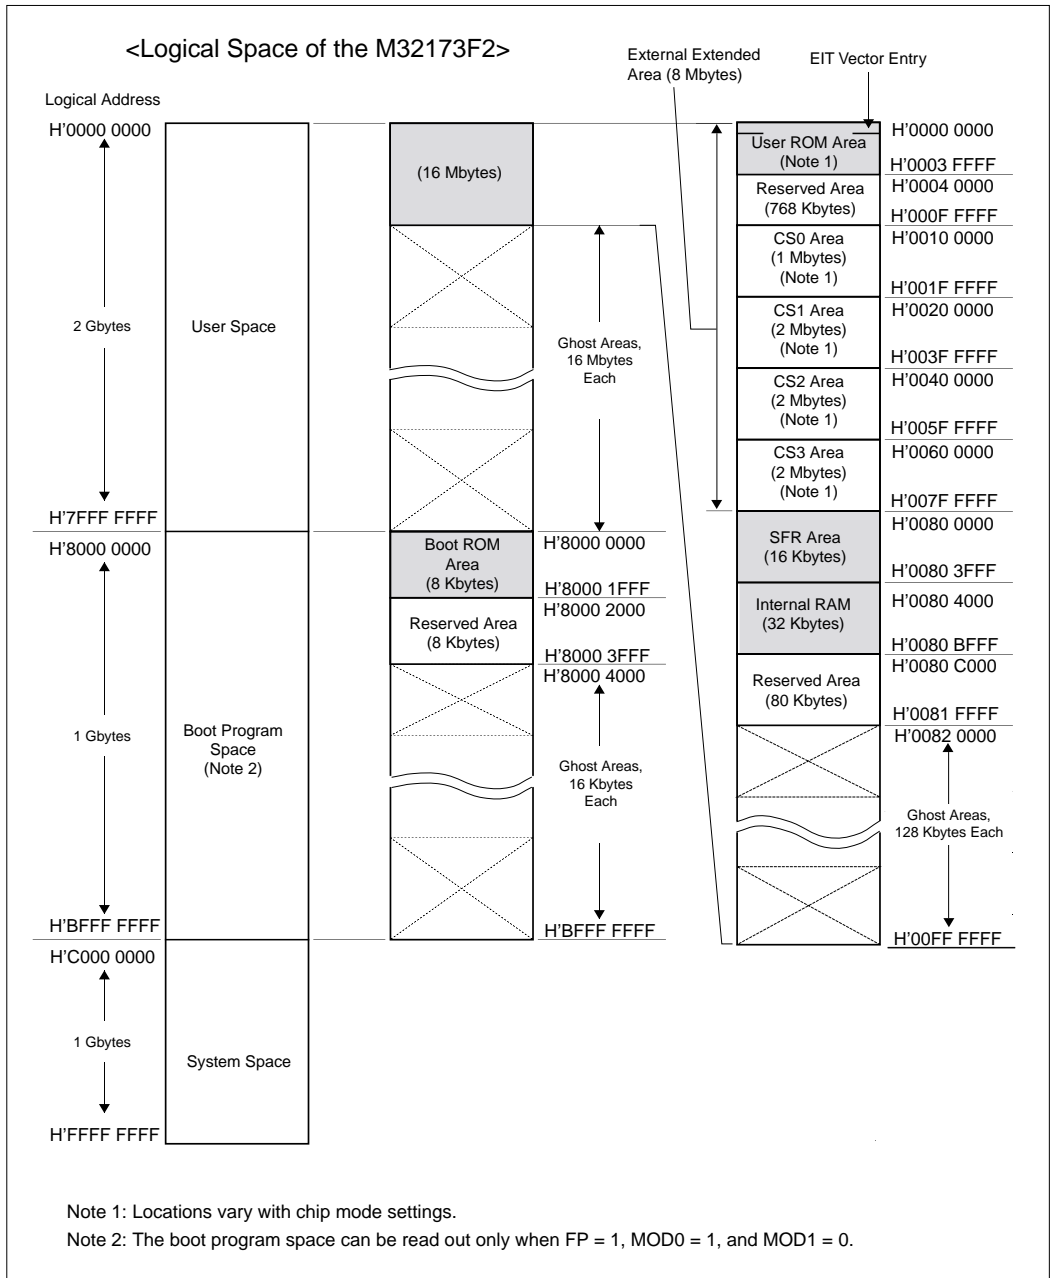 <Logical Space of the M32173F2>
Logical Address
H'0000 0000
2 Gbytes
H'7FFF FFFF
H'8000 0000
1 Gbytes
H'BFFF FFFF
H'C000 0000
1 Gbytes
H'FFFF FFFF
User Space
Boot Program
Space
(Note 2)
System Space
(16 Mbytes)
Ghost Areas,
16 Mbytes
Each
Boot ROM
Area
(8 Kbytes)
Reserved Area
(8 Kbytes)
H'8000 0000
H'8000 1FFF
H'8000 2000
H'8000 3FFF
H'8000 4000
Ghost Areas,
16 Kbytes
Each
H'BFFF FFFF
External Extended
Area (8 Mbytes)
EIT Vector Entry
User ROM Area
(Note 1)
H'0000 0000
H'0003 FFFF
Reserved Area
(768 Kbytes)
H'0004 0000
H'000F FFFF
CS0 Area
(1 Mbytes)
(Note 1)
H'0010 0000
H'001F FFFF
CS1 Area
(2 Mbytes)
(Note 1)
H'0020 0000
H'003F FFFF
CS2 Area
(2 Mbytes)
(Note 1)
H'0040 0000
H'005F FFFF
CS3 Area
(2 Mbytes)
(Note 1)
H'0060 0000
H'007F FFFF
SFR Area
(16 Kbytes)
H'0080 0000
H'0080 3FFF
Internal RAM
(32 Kbytes)
H'0080 4000
H'0080 BFFF
Reserved Area
(80 Kbytes)
H'0080 C000
H'0081 FFFF
H'0082 0000
Ghost Areas,
128 Kbytes Each
H'00FF FFFF
Note 1: Locations vary with chip mode settings.
Note 2: The boot program space can be read out only when FP = 1, MOD0 = 1, and MOD1 = 0.